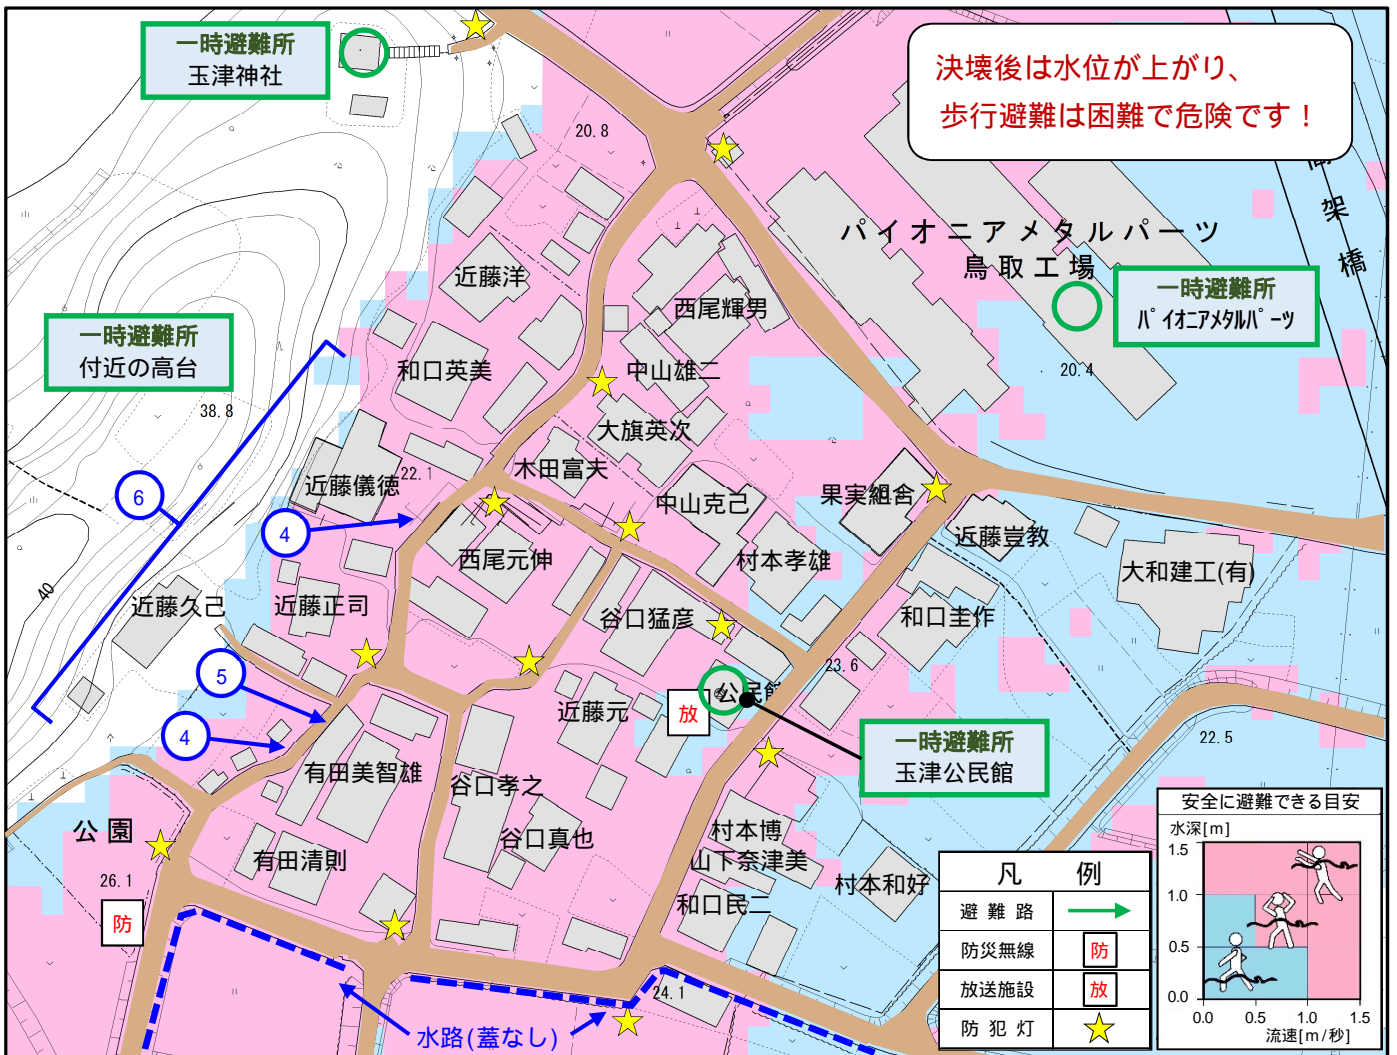 一時避難所
玉津神社
決壊後は水位が上がり、
歩行避難は困難で危険です！
20.8
高架橋
パイオニアメタルパーツ
鳥取工場
一時避難所
パイオニアメタルパーツ
近藤洋
西尾輝男
一時避難所
付近の高台
和口英美
中山雄二
20.4
38.8
大旗英次
22.1
木田富夫
近藤儀徳
中山克己
果実組合
6
4
近藤豈教
西尾元伸
村本孝雄
大和建工(有)
40
近藤久己
近藤正司
谷口猛彦
和口圭作
23.6
5
公民館
近藤元
放
4
22.5
一時避難所
玉津公民館
有田美智雄
谷口孝之
公園
谷口真也
村本博
有田清則
山下奈津美
26.1
村本和好
和口民二
防
24.1
水路(蓋なし)
凡例
避難路
防災無線
防
放送施設
放
防犯灯
安全に避難できる目安
水深[m]
1.5
1.0
0.5
0.0
0.0 0.5 1.0 1.5
流速[m/秒]